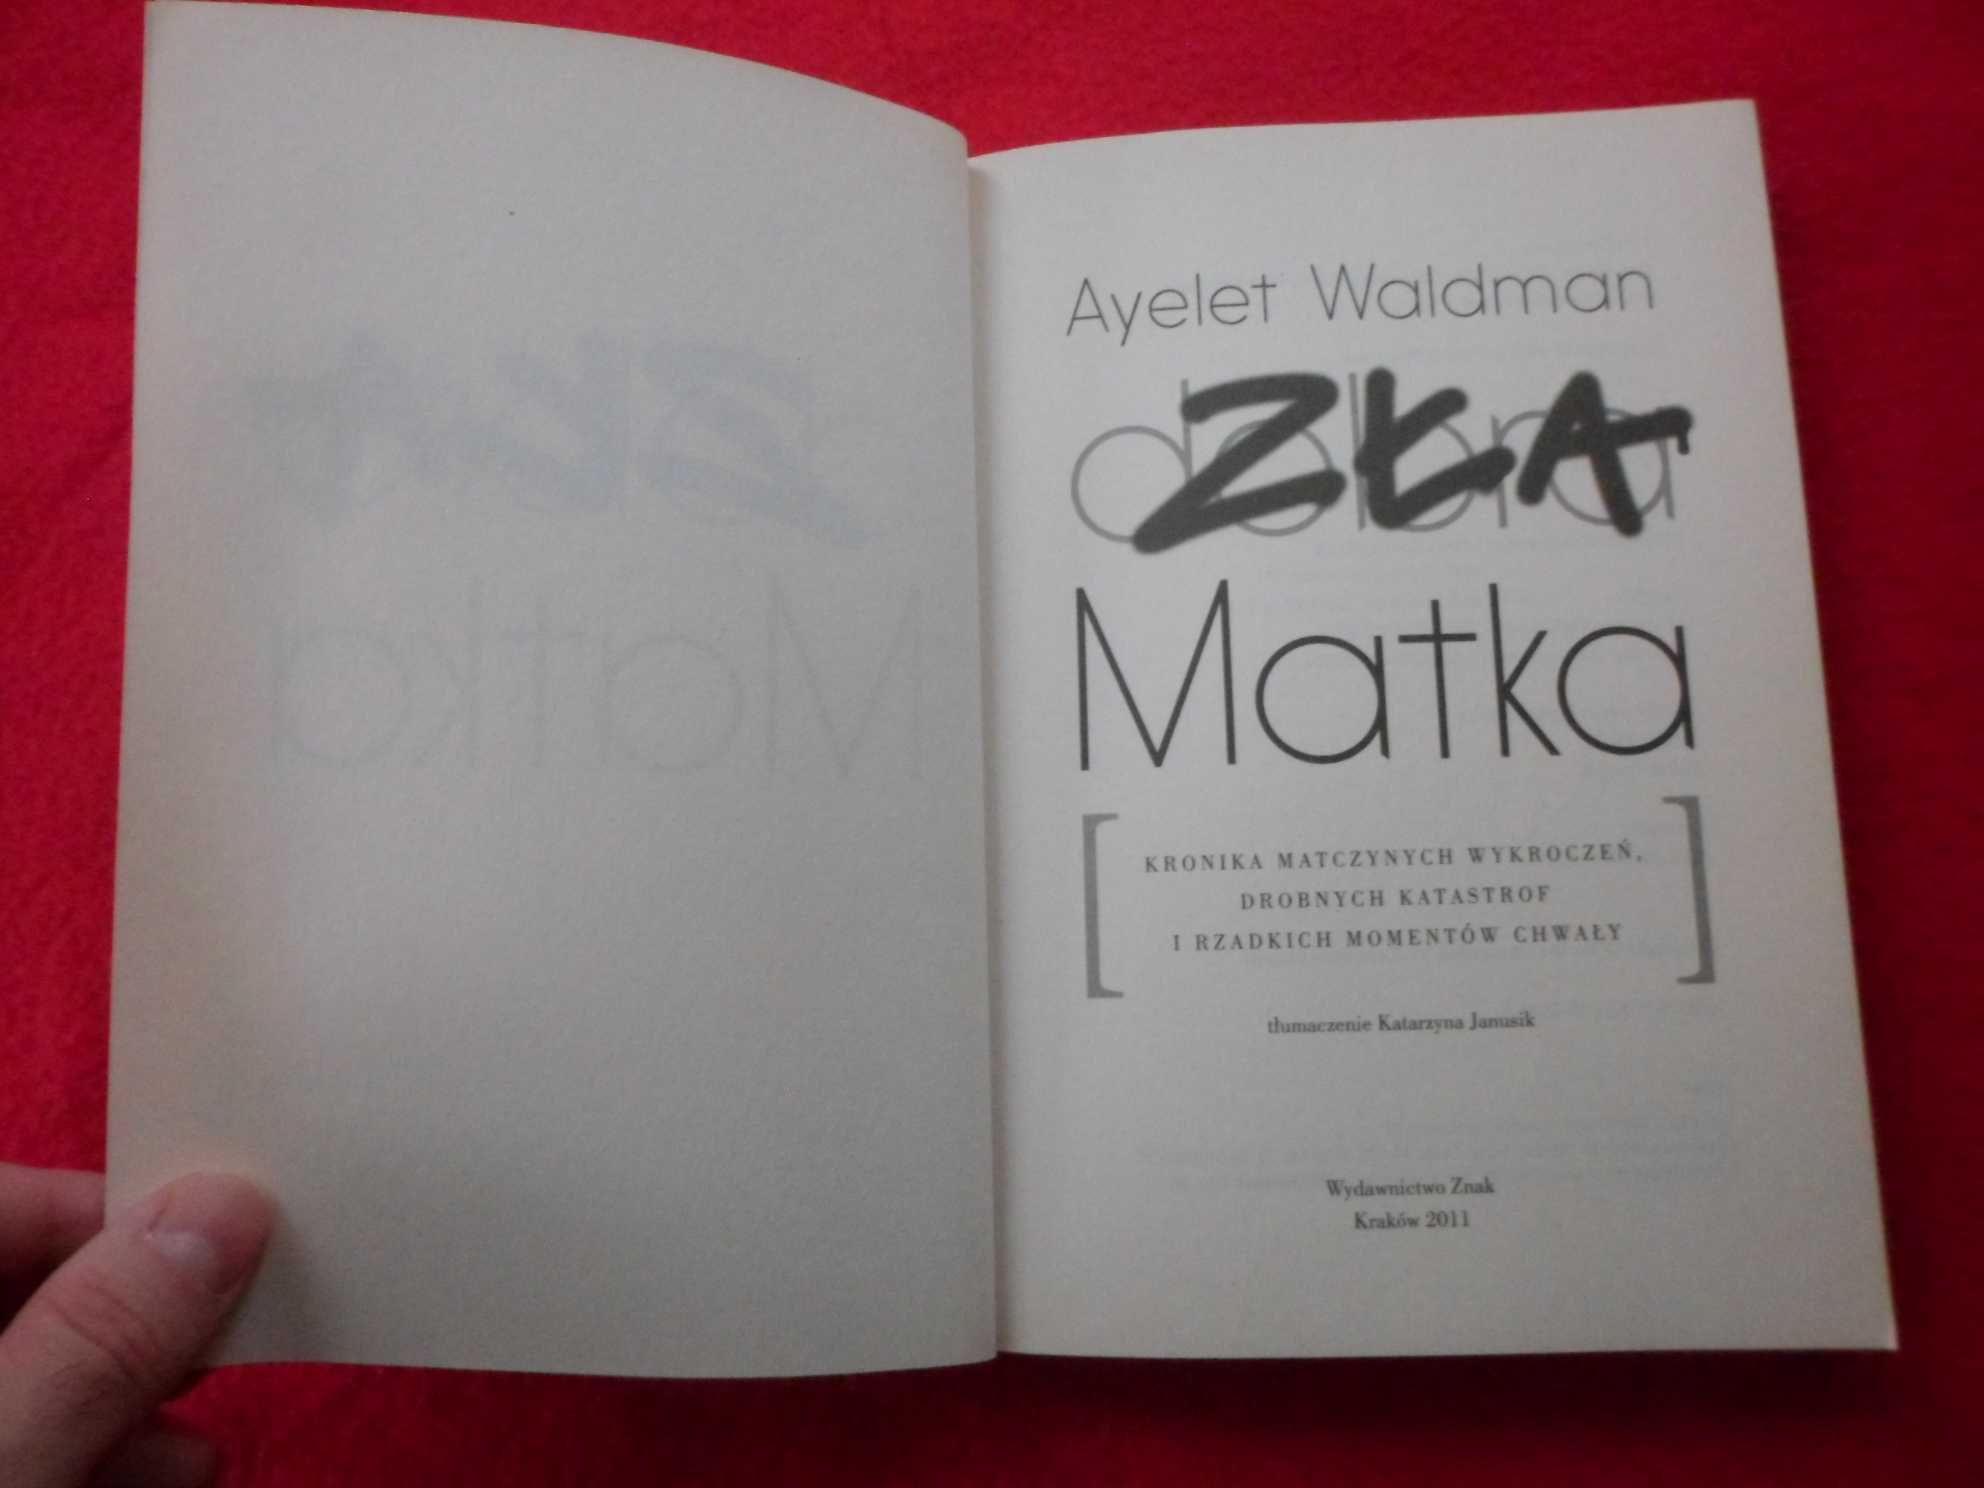 Ayelet Waldman
dobra ZŁA
Matka
[ KRONIKA MATCZYNYCH WYKROCZEŃ,
DROBNYCH KATASTROF
I RZADKICH MOMENTÓW CHWAŁY ]
tłumaczenie Katarzyna Janusik
Wydawnictwo Znak
Kraków 2011